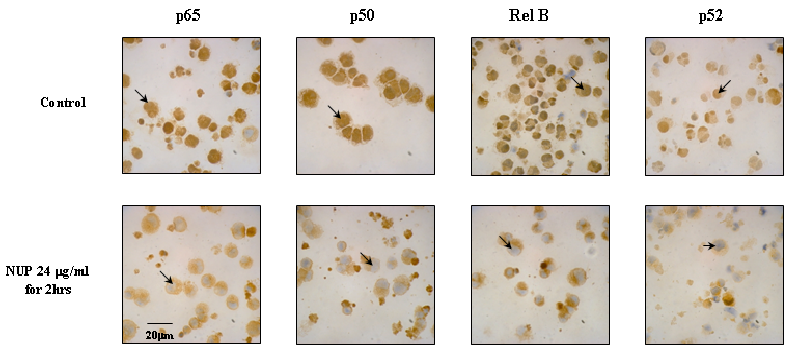 p65 p50 Rel B p52
Control
NUP 24 µg/ml
for 2hrs
20µm